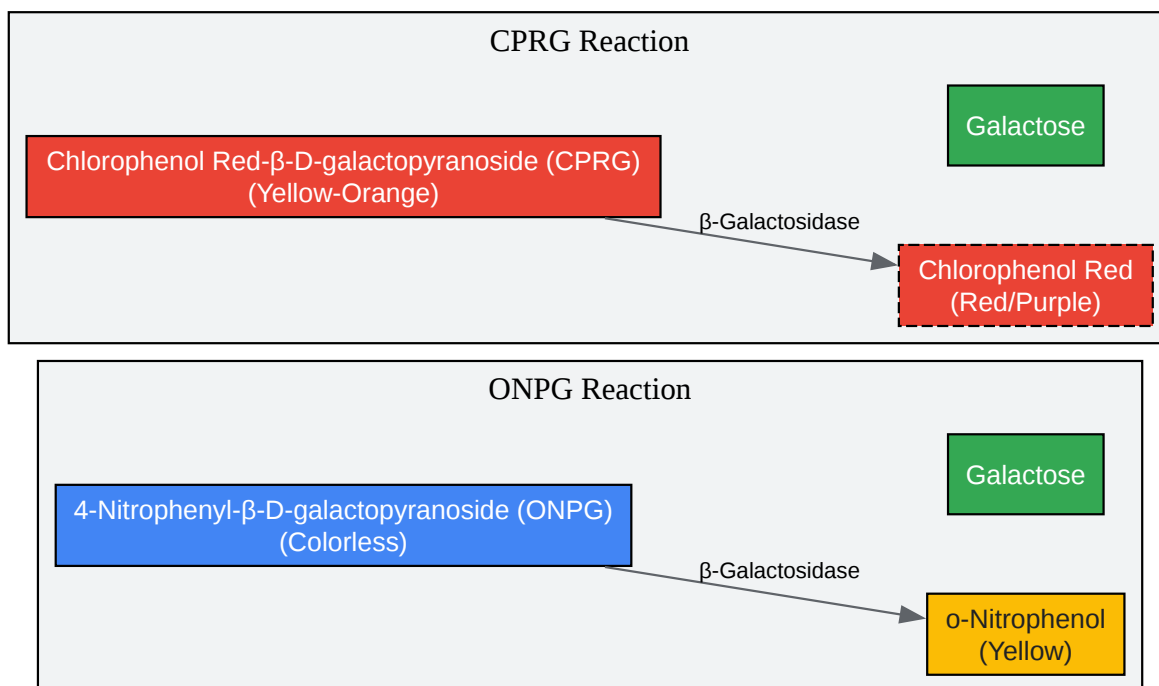 CPRG Reaction
Galactose
Chlorophenol Red-β-D-galactopyranoside (CPRG)
(Yellow-Orange)
β-Galactosidase
Chlorophenol Red
(Red/Purple)
ONPG Reaction
Galactose
4-Nitrophenyl-β-D-galactopyranoside (ONPG)
(Colorless)
β-Galactosidase
o-Nitrophenol
(Yellow)